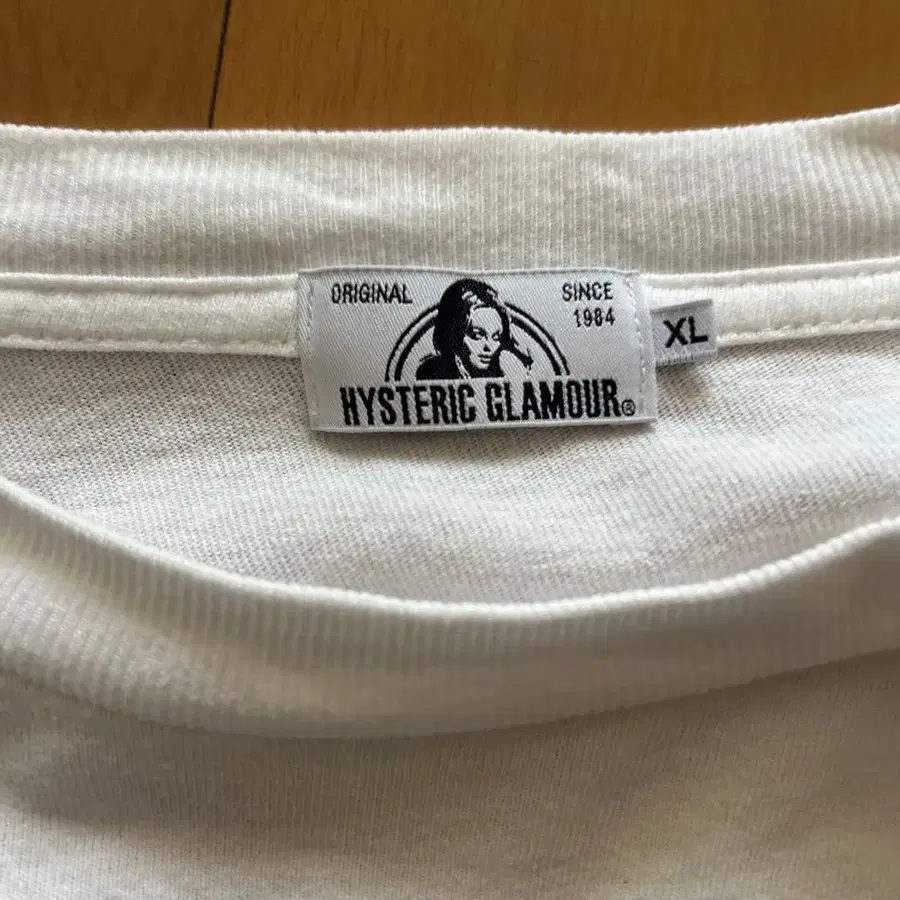 ORIGINAL
SINCE
1984
HYSTERIC GLAMOUR®
XL